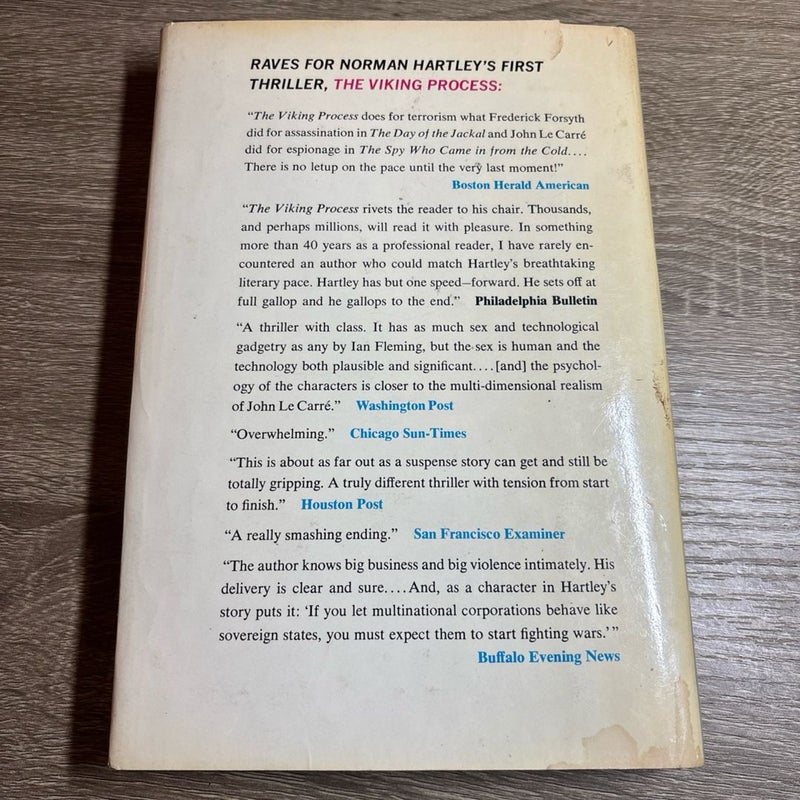 RAVES FOR NORMAN HARTLEY'S FIRST
THRILLER, THE VIKING PROCESS:
“The Viking Process does for terrorism what Frederick Forsyth
did for assassination in The Day of the Jackal and John Le Carré
did for espionage in The Spy Who Came in from the Cold....
There is no letup on the pace until the very last moment!”
Boston Herald American
“The Viking Process rivets the reader to his chair. Thousands,
and perhaps millions, will read it with pleasure. In something
more than 40 years as a professional reader, I have rarely en-
countered an author who could match Hartley's breathtaking
literary pace. Hartley has but one speed—forward. He sets off at
full gallop and he gallops to the end.” Philadelphia Bulletin
“A thriller with class. It has as much sex and technological
gadgetry as any by Ian Fleming, but the sex is human and the
technology both plausible and significant....[and] the psychol-
ogy of the characters is closer to the multi-dimensional realism
of John Le Carré.” Washington Post
“Overwhelming.” Chicago Sun-Times
“This is about as far out as a suspense story can get and still be
totally gripping. A truly different thriller with tension from start
to finish.” Houston Post
“A really smashing ending.” San Francisco Examiner
“The author knows big business and big violence intimately. His
delivery is clear and sure....And, as a character in Hartley's
story puts it: ‘If you let multinational corporations behave like
sovereign states, you must expect them to start fighting wars.’”
Buffalo Evening News